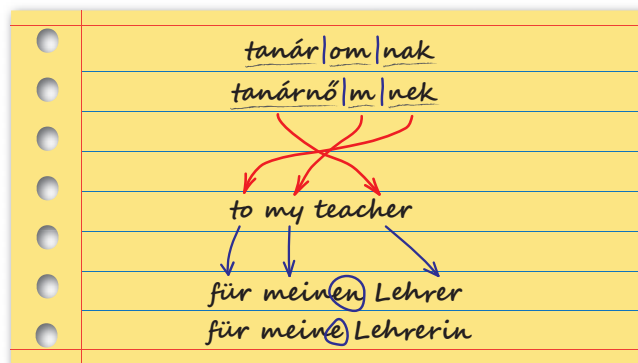 tanár|om|nak
tanárnő|m|nek
to my teacher
für meinen Lehrer
für meine Lehrerin